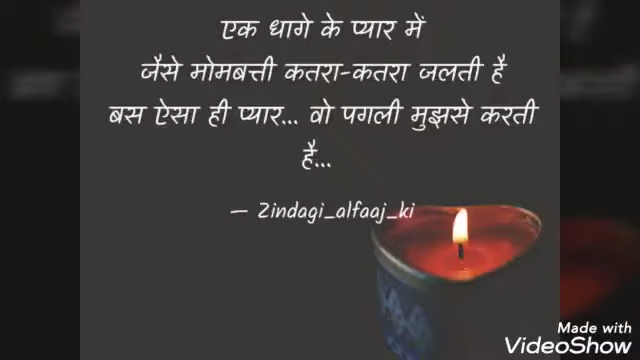 एक धागे के प्यार में
जैसे मोमबत्ती कतरा-कतरा जलती है
बस ऐसा ही प्यार... वो पगली मुझसे करती
है...
— Zindagi_alfaaj_ki
Made with
VideoShow